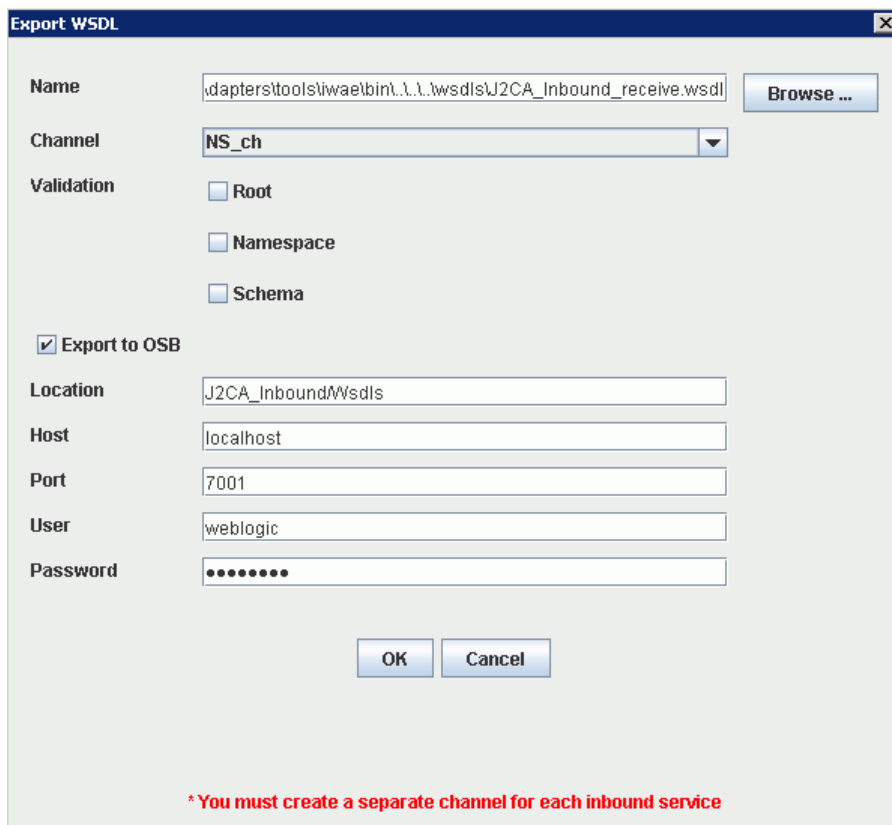 Export WSDL
Name
\dapters\tools\iwae\bin\..\..\..\wsdls\J2CA_Inbound_receive.wsdl
Browse ...
Channel
NS_ch
Validation
Root
Namespace
Schema
Export to OSB
Location
J2CA_Inbound/Wsdls
Host
localhost
Port
7001
User
weblogic
Password
••••••••
OK
Cancel
* You must create a separate channel for each inbound service